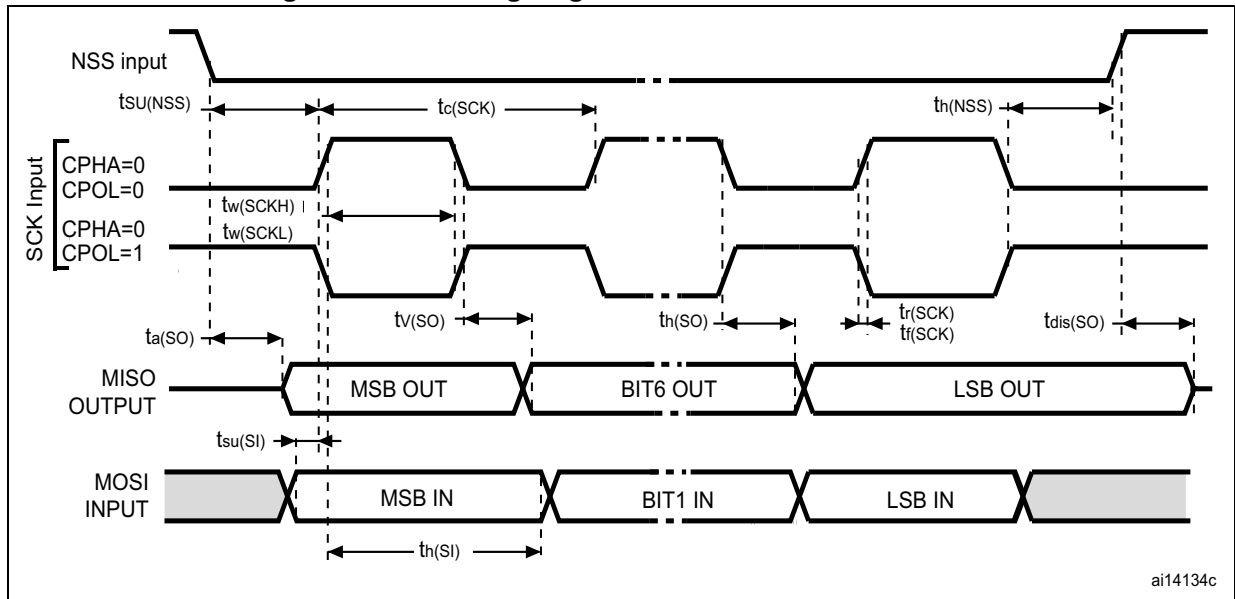 NSS input
tSU(NSS)
tc(SCK)
th(NSS)
SCK Input
CPHA=0
CPOL=0
tw(SCKH)
CPHA=0
CPOL=1
tw(SCKL)
tV(SO)
th(SO)
tr(SCK)
tf(SCK)
tdis(SO)
ta(SO)
MISO
OUTPUT
MSB OUT
BIT6 OUT
LSB OUT
tsu(SI)
MOSI
INPUT
MSB IN
BIT1 IN
LSB IN
th(SI)
ai14134c